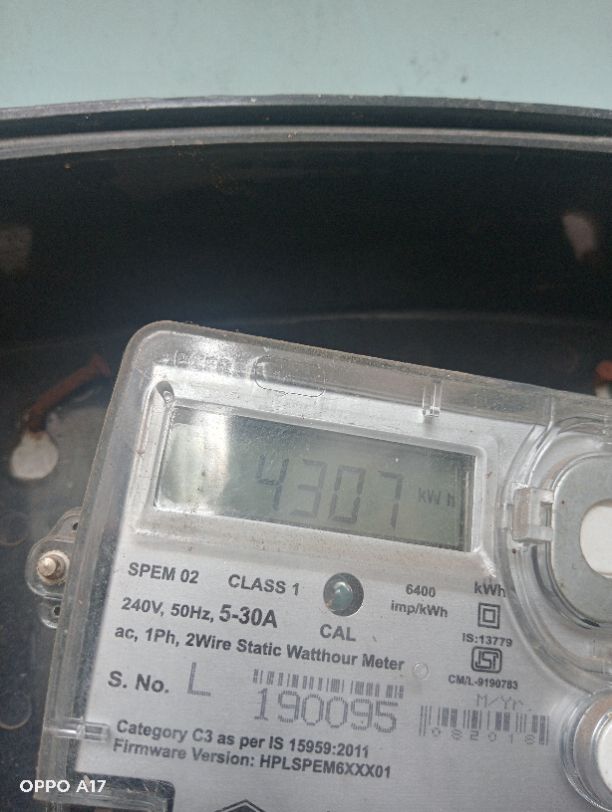 4307 kWh
SPEM 02 CLASS 1 6400 imp/kWh kWh
240V, 50Hz, 5-30A
CAL
IS:13779
ac, 1Ph, 2Wire Static Watthour Meter
ISI
CM/L-9190783
S. No. L 190095
M/Yr.
082018
Category C3 as per IS 15959:2011
Firmware Version: HPLSPEM6XXX01
OPPO A17